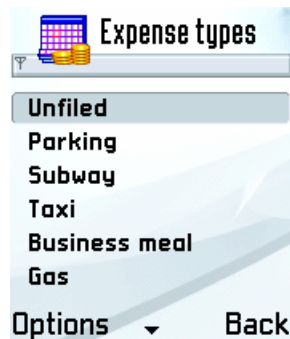 Expense types
Unfiled
Parking
Subway
Taxi
Business meal
Gas
Options Back